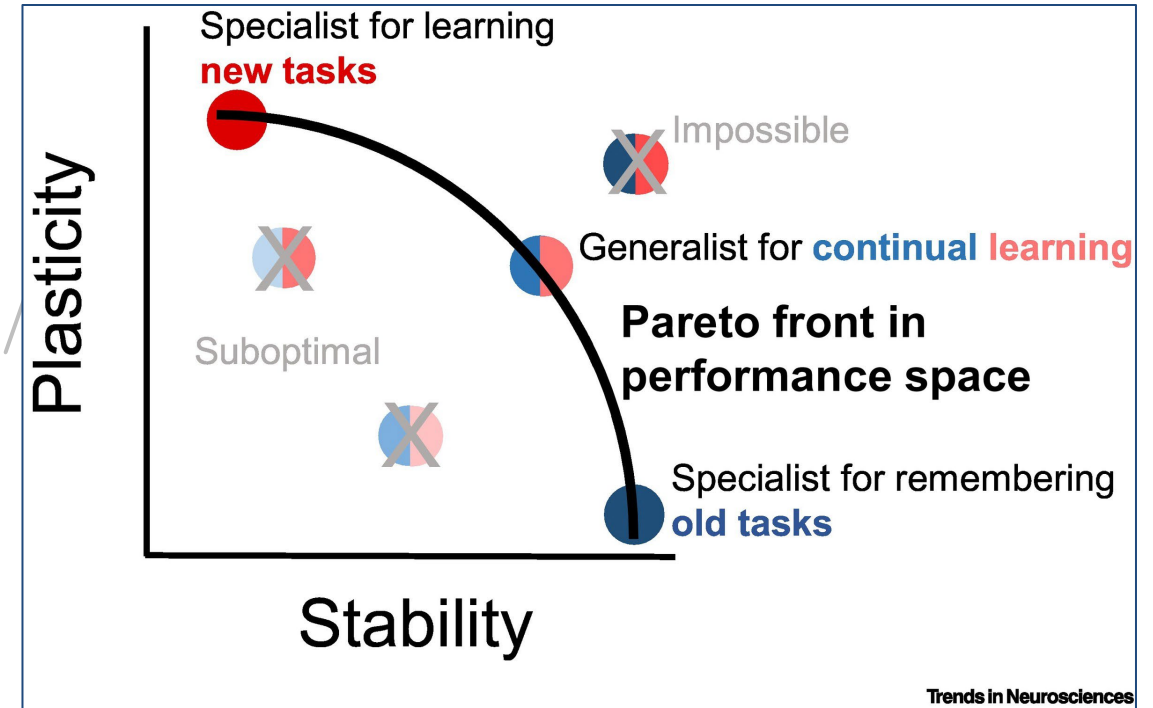 Specialist for learning
new tasks
Impossible
Generalist for continual learning
Plasticity
Pareto front in
performance space
Suboptimal
Specialist for remembering
old tasks
Stability
Trends in Neurosciences